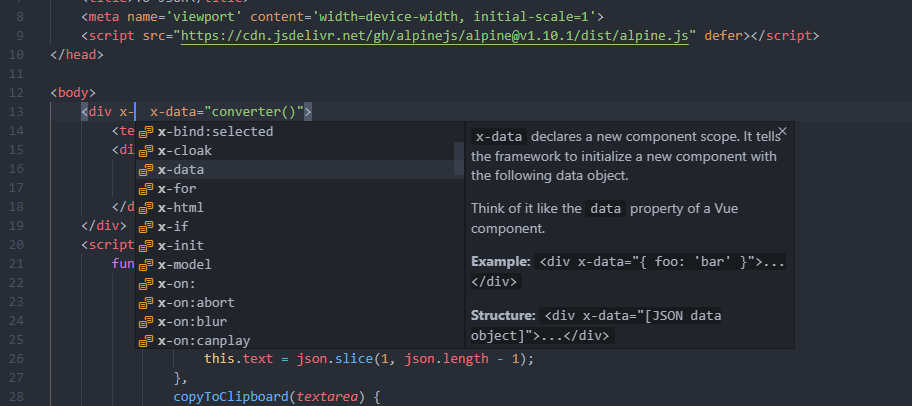 8 <meta name='viewport' content='width=device-width, initial-scale=1'>
9 <script src="https://cdn.jsdelivr.net/gh/alpinejs/alpine@v1.10.1/dist/alpine.js" defer></script>
10 </head>
11
12 <body>
13 <div x- x-data="converter()">
14 <te
15 <di
16
17
18 </d
19 </div>
20 <script
21 fun
22
23
24
25
26 this.text = json.slice(1, json.length - 1);
27 },
28 copyToClipboard(textarea) {
x-bind:selected
x-cloak
x-data
x-for
x-html
x-if
x-init
x-model
x-on:
x-on:abort
x-on:blur
x-on:canplay
x-data declares a new component scope. It tells
the framework to initialize a new component with
the following data object.
Think of it like the data property of a Vue
component.
Example: <div x-data="{ foo: 'bar' }">...
</div>
Structure: <div x-data="[JSON data
object]">...</div>